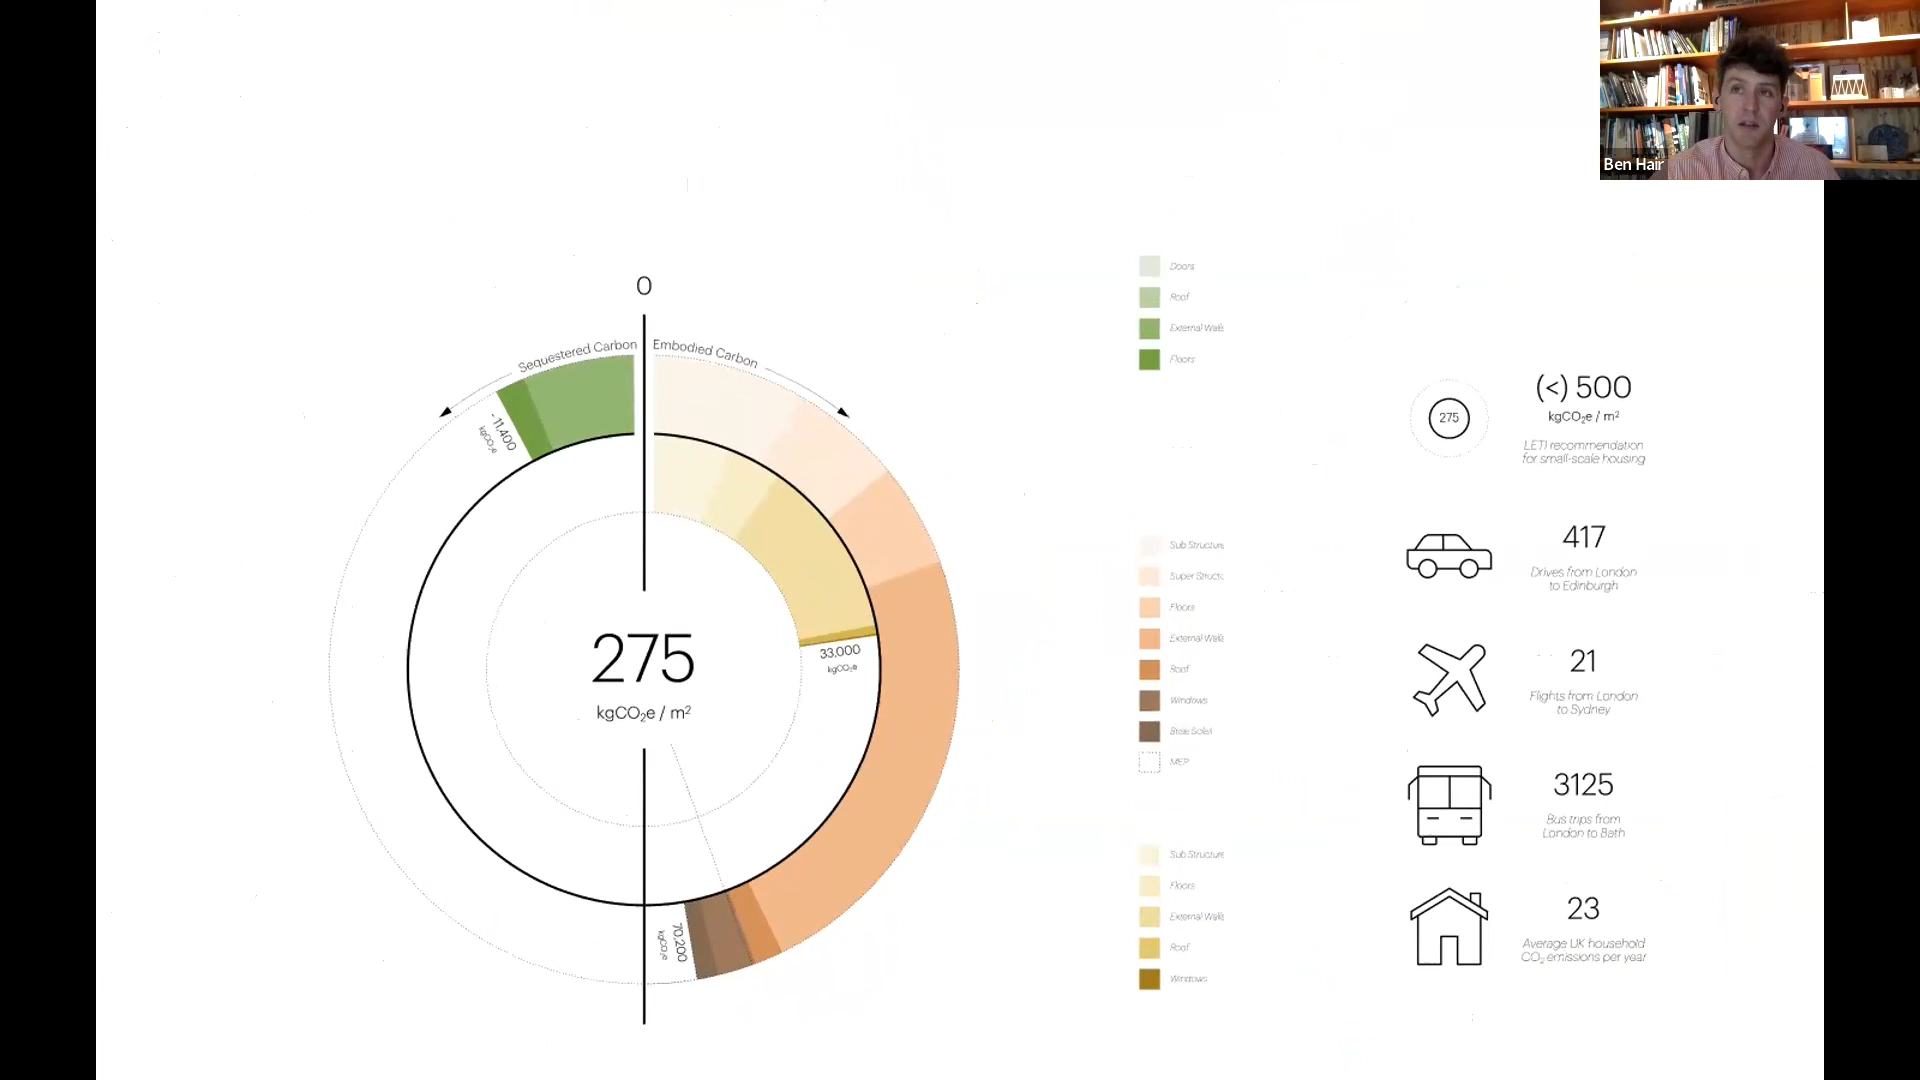 Ben Hair
0
Sequestered Carbon
Embodied Carbon
- 11,400
kgCO₂e
33,000
kgCO₂e
275
kgCO₂e / m²
70,200
kgCO₂e
Doors
Roof
External Walls
Floors
Sub Structure
Super Struct
Floors
External Walls
Roof
Windows
Brise Soleil
MEP
Sub Structure
Floors
External Walls
Roof
Windows
275
(<) 500
kgCO₂e / m²
LETI recommendation
for small-scale housing
417
Drives from London
to Edinburgh
21
Flights from London
to Sydney
3125
Bus trips from
London to Bath
23
Average UK household
CO₂ emissions per year